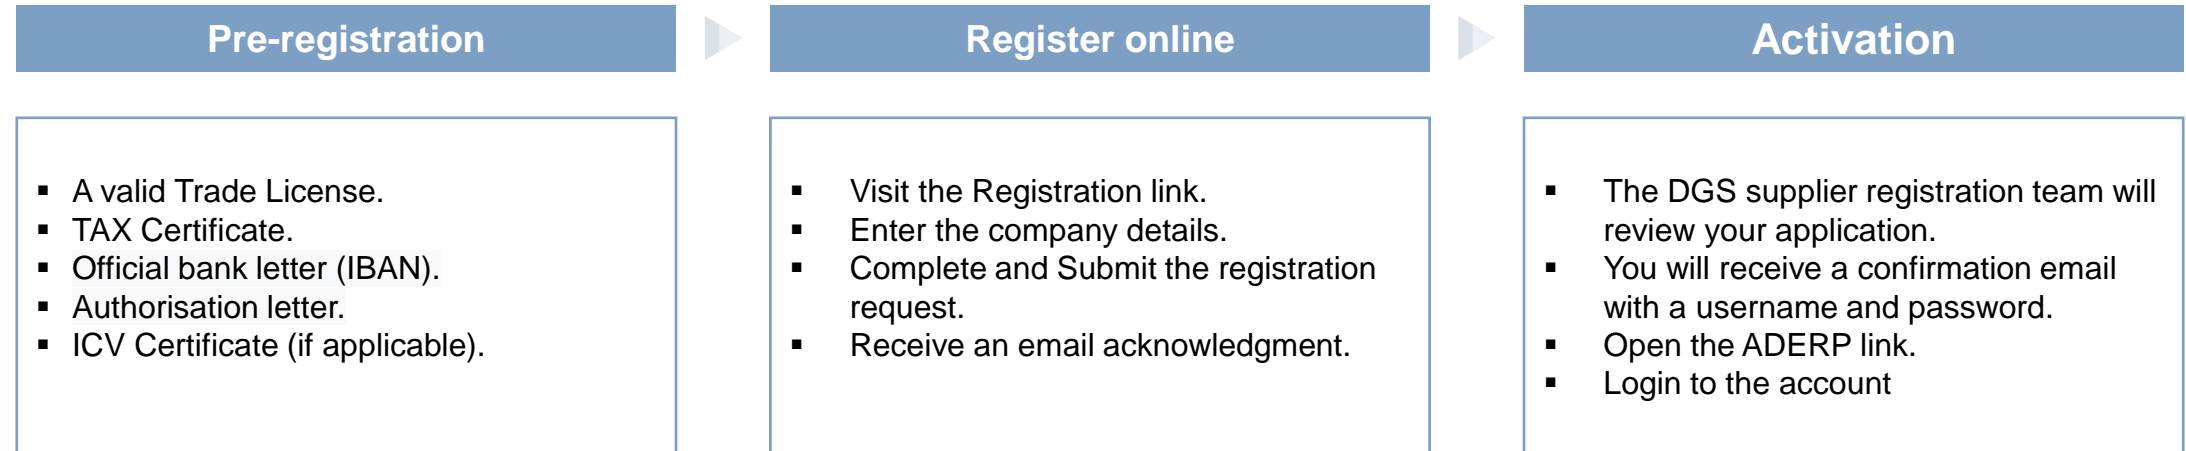 Pre-registration
▪ A valid Trade License.
▪ TAX Certificate.
▪ Official bank letter (IBAN).
▪ Authorisation letter.
▪ ICV Certificate (if applicable).
Register online
▪ Visit the Registration link.
▪ Enter the company details.
▪ Complete and Submit the registration
request.
▪ Receive an email acknowledgment.
Activation
▪ The DGS supplier registration team will
review your application.
▪ You will receive a confirmation email
with a username and password.
▪ Open the ADERP link.
▪ Login to the account